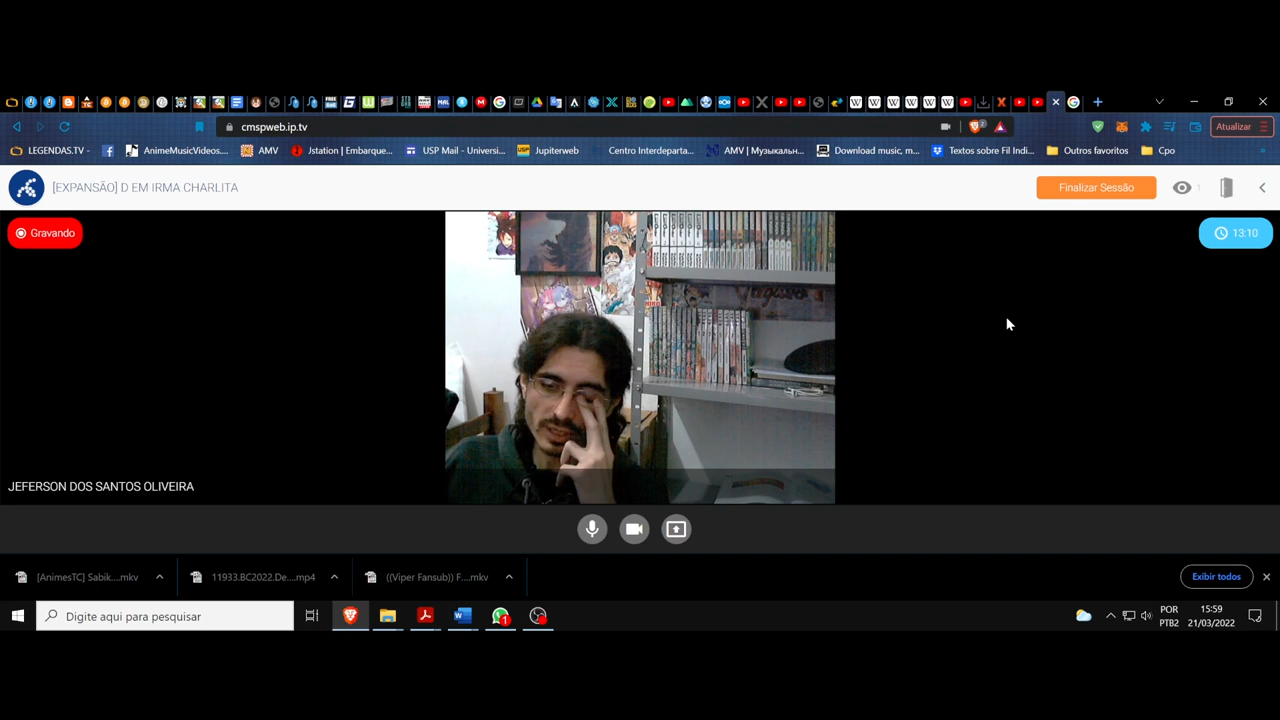 cmspweb.ip.tv
2
Atualizar
LEGENDAS.TV -
AnimeMusicVideos....
AMV
Jstation | Embarque...
USP Mail - Universi...
Jupiterweb
Centro Interdeparta...
AMV | Музыкальн...
Download music, m...
Textos sobre Fil Indi...
Outros favoritos
Cpo
[EXPANSÃO] D EM IRMA CHARLITA
Finalizar Sessão
1
Gravando
13:10
JEFERSON DOS SANTOS OLIVEIRA
[AnimesTC] Sabik....mkv
11933.BC2022.De....mp4
((Viper Fansub)) F....mkv
Exibir todos
Digite aqui para pesquisar
1
POR
PTB2
15:59
21/03/2022